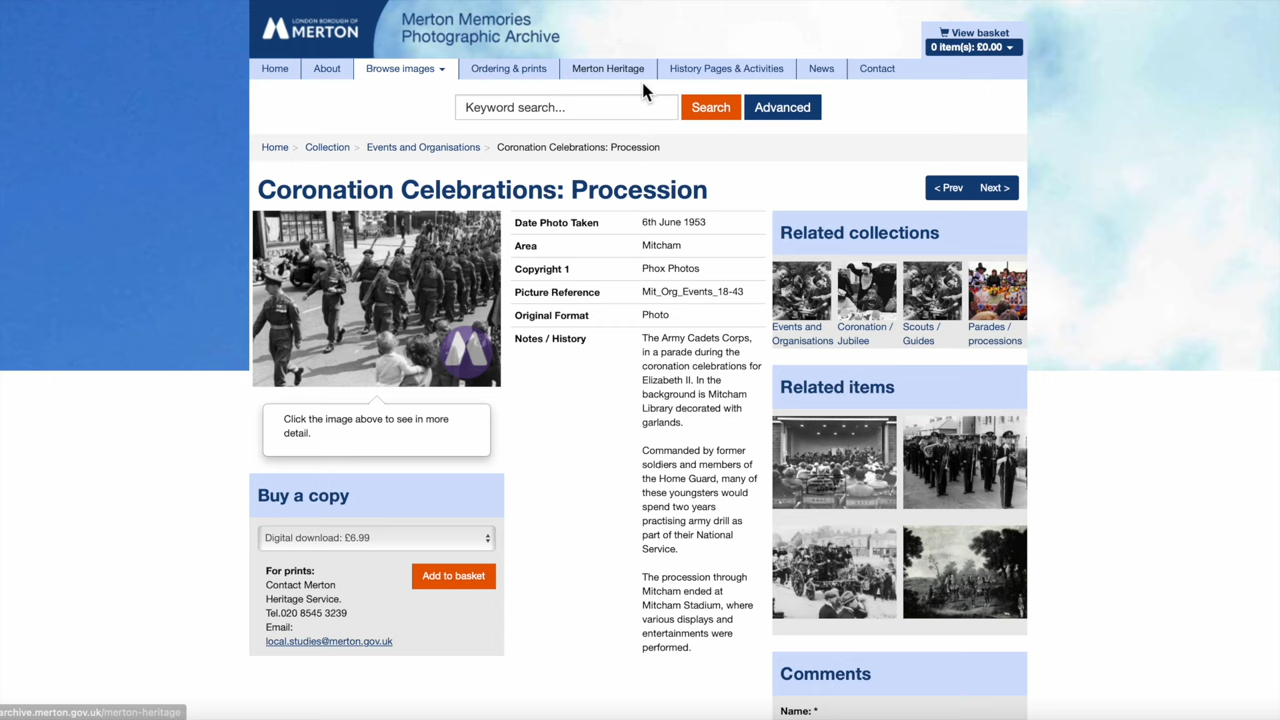 LONDON BOROUGH OF
MERTON
Merton Memories
Photographic Archive
View basket
0 item(s): £0.00
Home
About
Browse images
Ordering & prints
Merton Heritage
History Pages & Activities
News
Contact
Keyword search...
Search
Advanced
Home > Collection > Events and Organisations > Coronation Celebrations: Procession
Coronation Celebrations: Procession
< Prev
Next >
Date Photo Taken 6th June 1953
Area Mitcham
Copyright 1 Phox Photos
Picture Reference Mit_Org_Events_18-43
Original Format Photo
Notes / History The Army Cadets Corps,
in a parade during the
coronation celebrations for
Elizabeth II. In the
background is Mitcham
Library decorated with
garlands.
Commanded by former
soldiers and members of
the Home Guard, many of
these youngsters would
spend two years
practising army drill as
part of their National
Service.
The procession through
Mitcham ended at
Mitcham Stadium, where
various displays and
entertainments were
performed.
Click the image above to see in more
detail.
Buy a copy
Digital download: £6.99
For prints:
Contact Merton
Heritage Service.
Tel.020 8545 3239
Email:
local.studies@merton.gov.uk
Add to basket
Related collections
Events and
Organisations
Coronation /
Jubilee
Scouts /
Guides
Parades /
processions
Related items
Comments
Name: *
archive.merton.gov.uk/merton-heritage